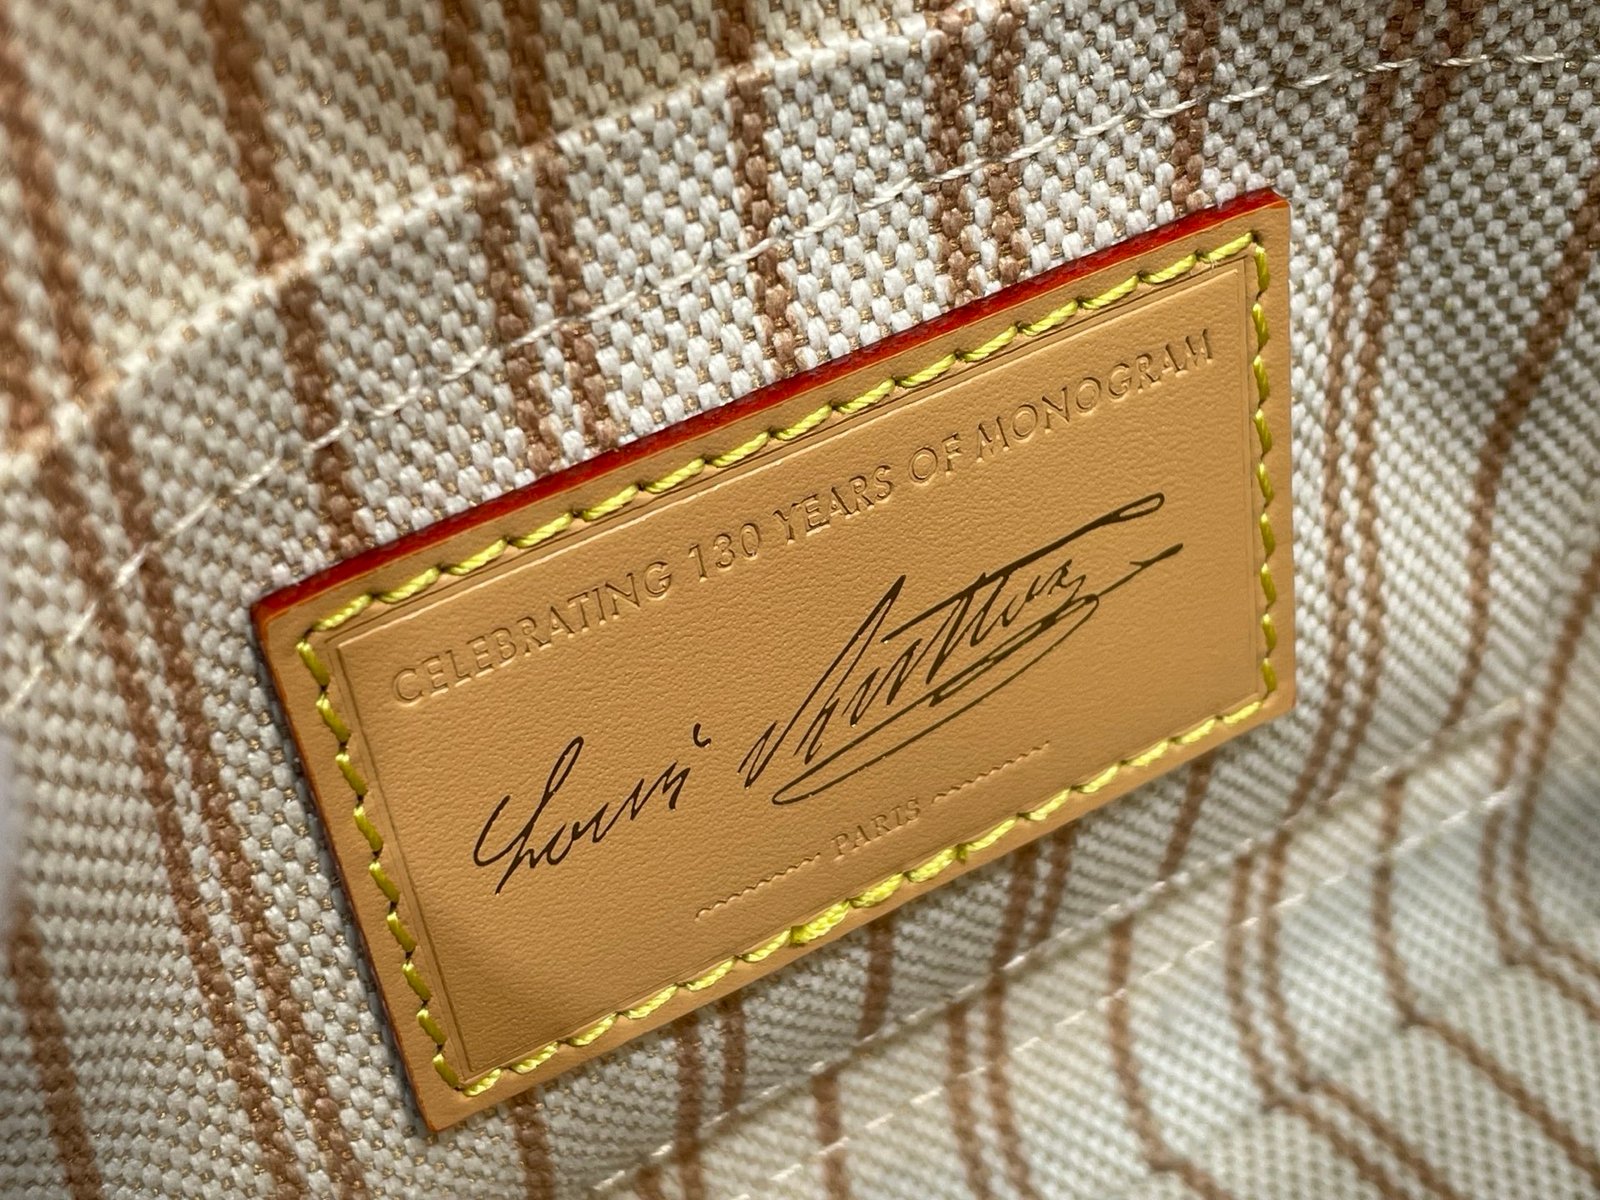 CELEBRATING 130 YEARS OF MONOGRAM
Louis Vuitton
PARIS